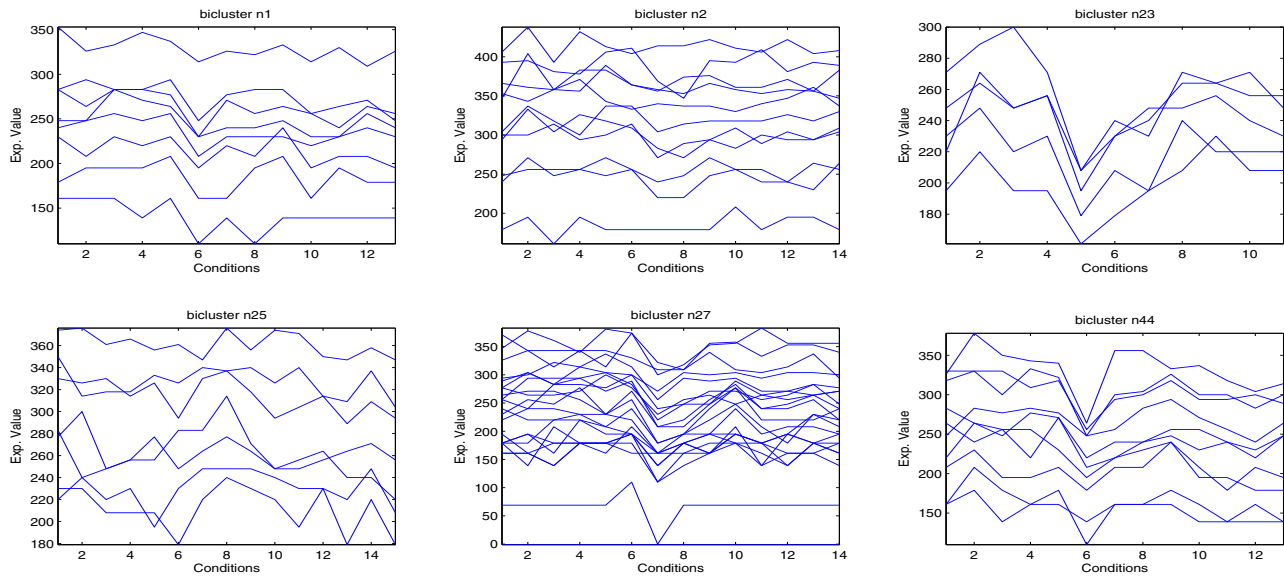 bicluster n1
350
300
250
200
150
Exp. Value
2 4 6 8 10 12
Conditions
bicluster n2
400
350
300
250
200
Exp. Value
2 4 6 8 10 12 14
Conditions
bicluster n23
300
280
260
240
220
200
180
Exp. Value
2 4 6 8 10
Conditions
bicluster n25
360
340
320
300
280
260
240
220
200
180
Exp. Value
2 4 6 8 10 12 14
Conditions
bicluster n27
350
300
250
200
150
100
50
0
Exp. Value
2 4 6 8 10 12 14
Conditions
bicluster n44
350
300
250
200
150
Exp. Value
2 4 6 8 10 12
Conditions